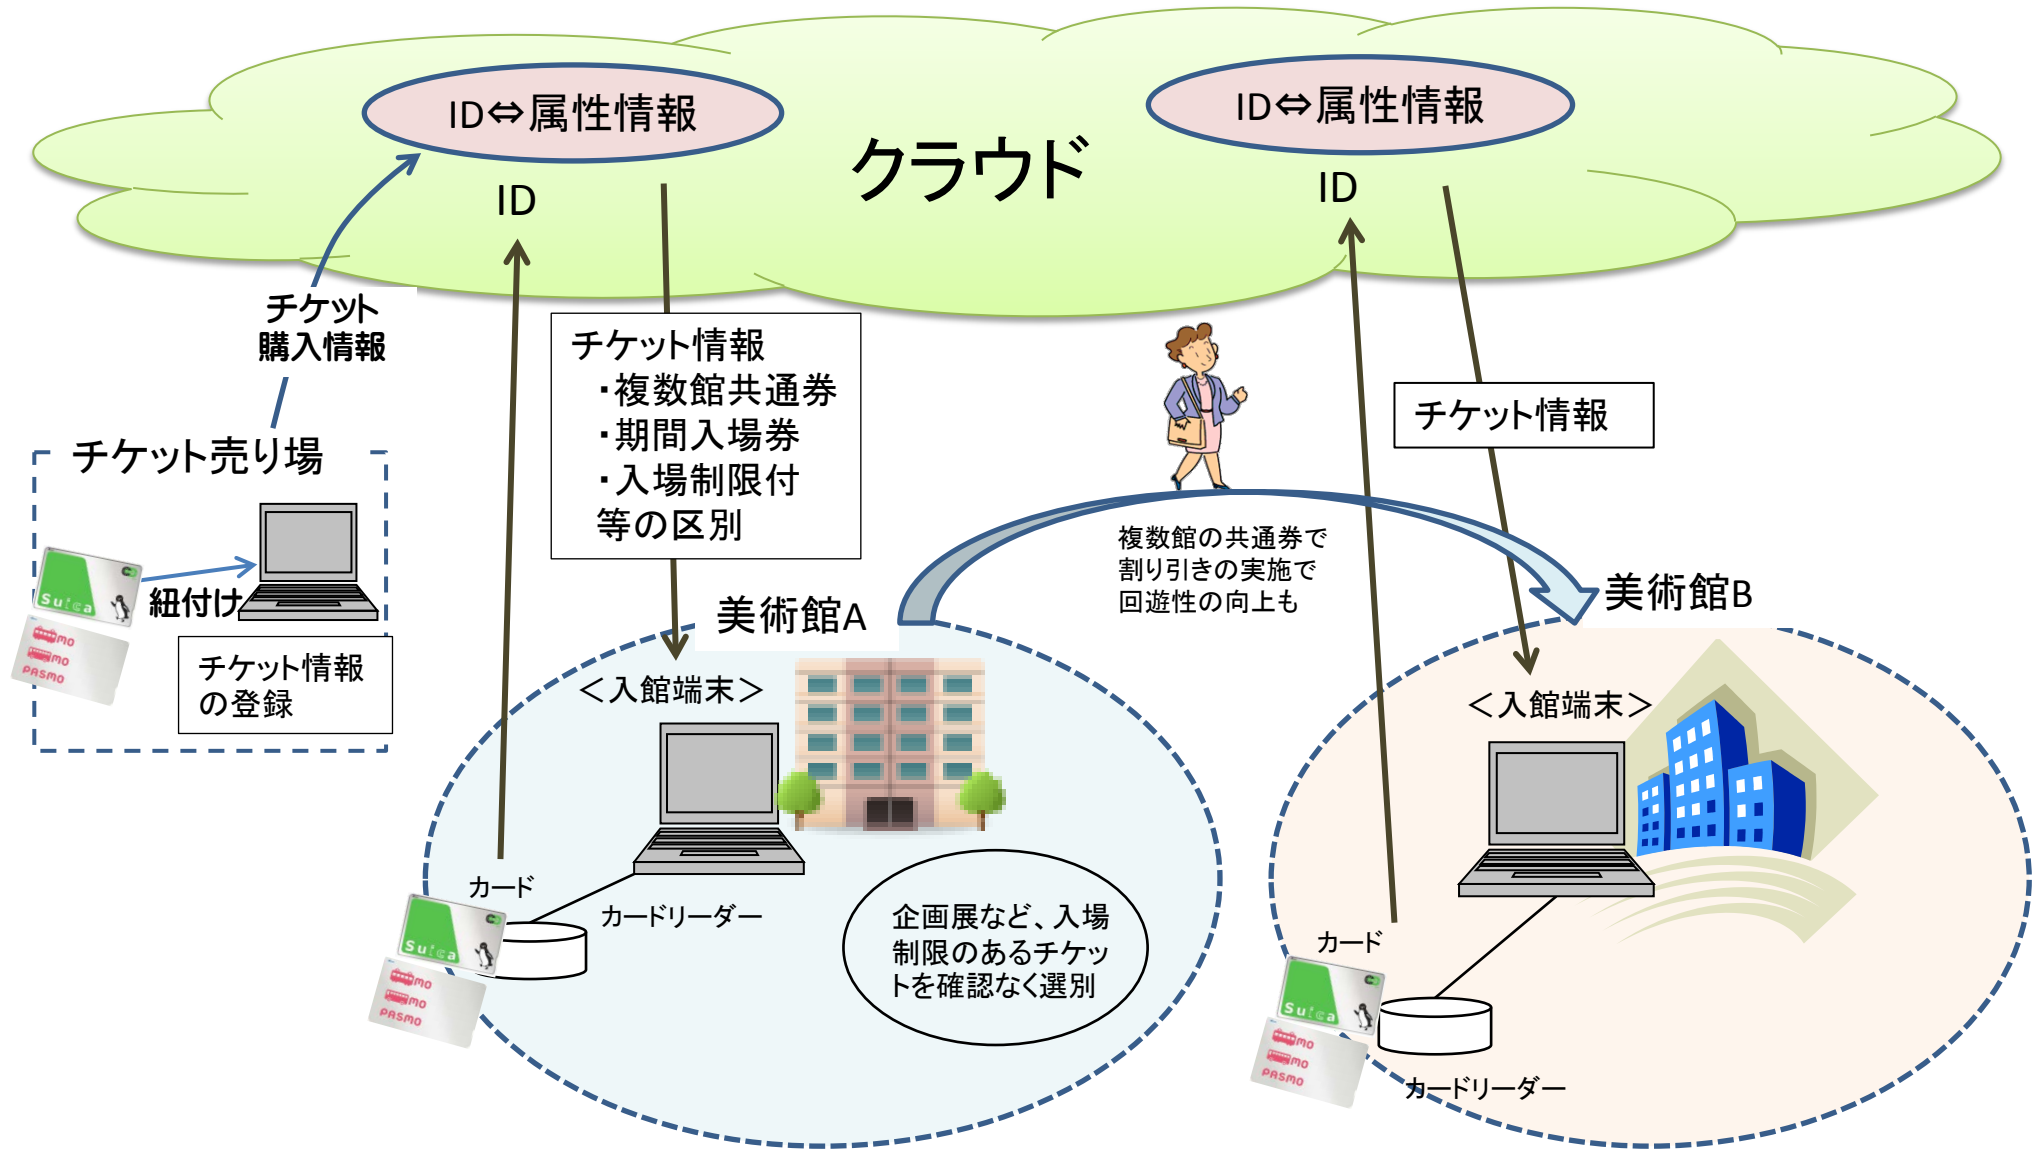 ID⇔属性情報
ID⇔属性情報
クラウド
ID
ID
チケット
購入情報
チケット情報
・複数館共通券
・期間入場券
・入場制限付
等の区別
チケット情報
チケット売り場
Suica
PASMO
紐付け
チケット情報
の登録
複数館の共通券で
割り引きの実施で
回遊性の向上も
美術館A
美術館B
＜入館端末＞
＜入館端末＞
カード
カードリーダー
Suica
PASMO
企画展など、入場
制限のあるチケッ
トを確認なく選別
カード
Suica
PASMO
カードリーダー